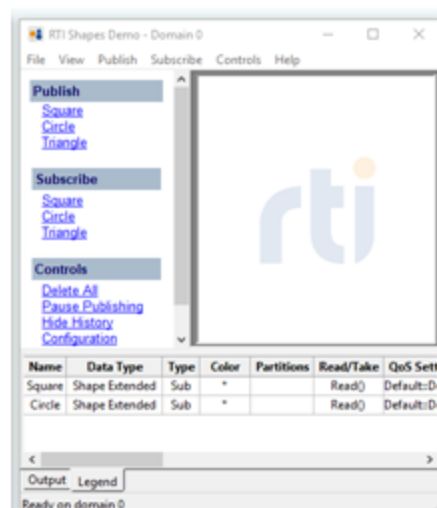 RTI Shapes Demo - Domain 0
File View Publish Subscribe Controls Help
Publish
Square
Circle
Triangle
Subscribe
Square
Circle
Triangle
Controls
Delete All
Pause Publishing
Hide History
Configuration
rti
Name Data Type Type Color Partitions Read/Take QoS Sett
Square Shape Extended Sub * Read() Default::D
Circle Shape Extended Sub * Read() Default::D
Output Legend
Ready on domain 0